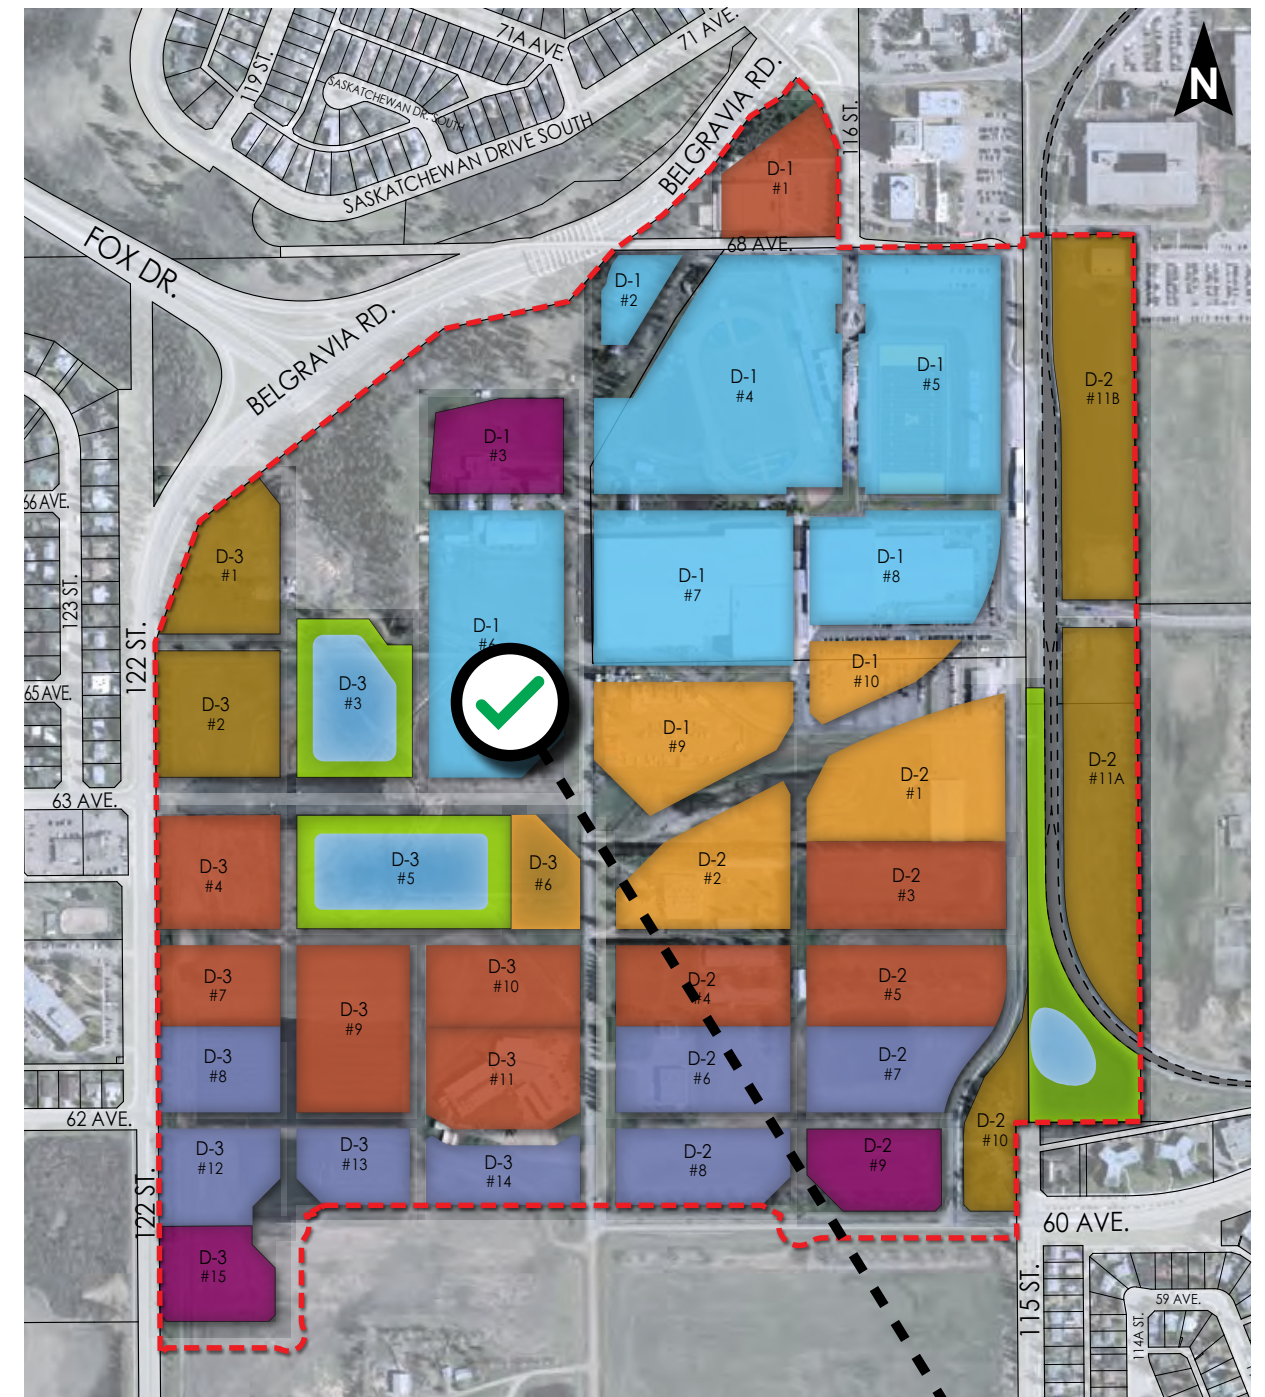 71A AVE.
71 AVE.
119 ST.
SASKATCHEWAN DR. SOUTH
SASKATCHEWAN DRIVE SOUTH
BELGRAVIA RD.
116 ST.
N
D-1
#1
68 AVE.
FOX DR.
BELGRAVIA RD.
D-1
#2
D-1
#4
D-1
#5
D-2
#11B
D-1
#3
66 AVE.
D-3
#1
123 ST.
122 ST.
D-1
#6
D-1
#7
D-1
#8
65 AVE.
D-3
#2
D-3
#3
D-1
#10
D-1
#9
D-2
#1
D-2
#11A
63 AVE.
D-3
#4
D-3
#5
D-3
#6
D-2
#2
D-2
#3
D-3
#7
D-3
#9
D-3
#10
D-2
#4
D-2
#5
D-3
#8
D-3
#11
D-2
#6
D-2
#7
62 AVE.
D-3
#12
D-3
#13
D-3
#14
D-2
#8
D-2
#9
D-2
#10
122 ST.
D-3
#15
60 AVE.
115 ST.
59 AVE.
114A ST.